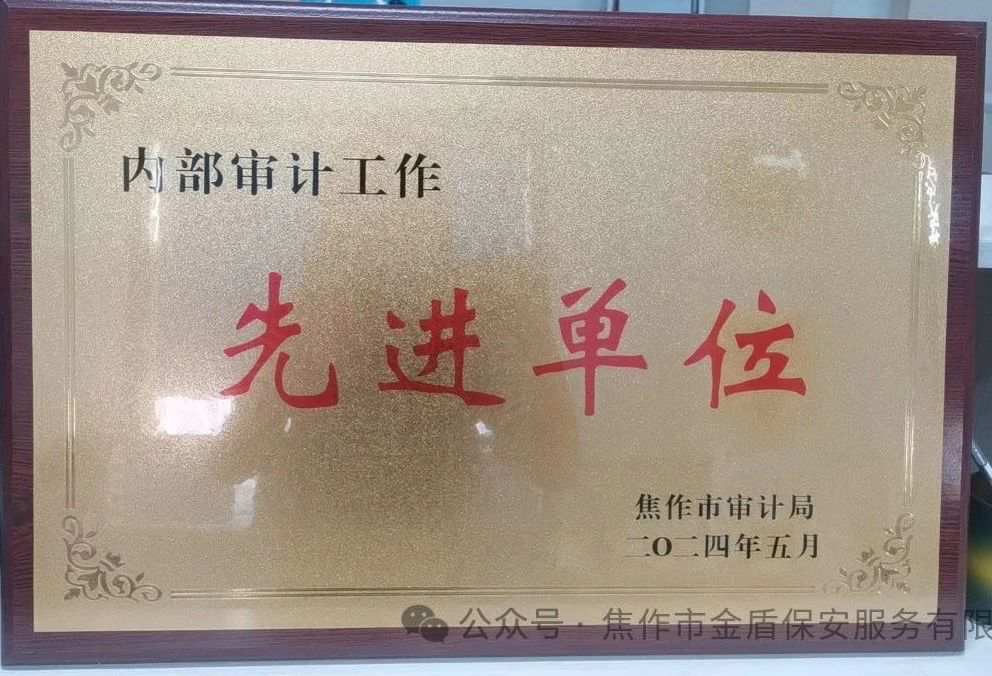 内部审计工作
先进单位
焦作市审计局
二〇二四年五月
公众号·焦作市金盾保安服务有限